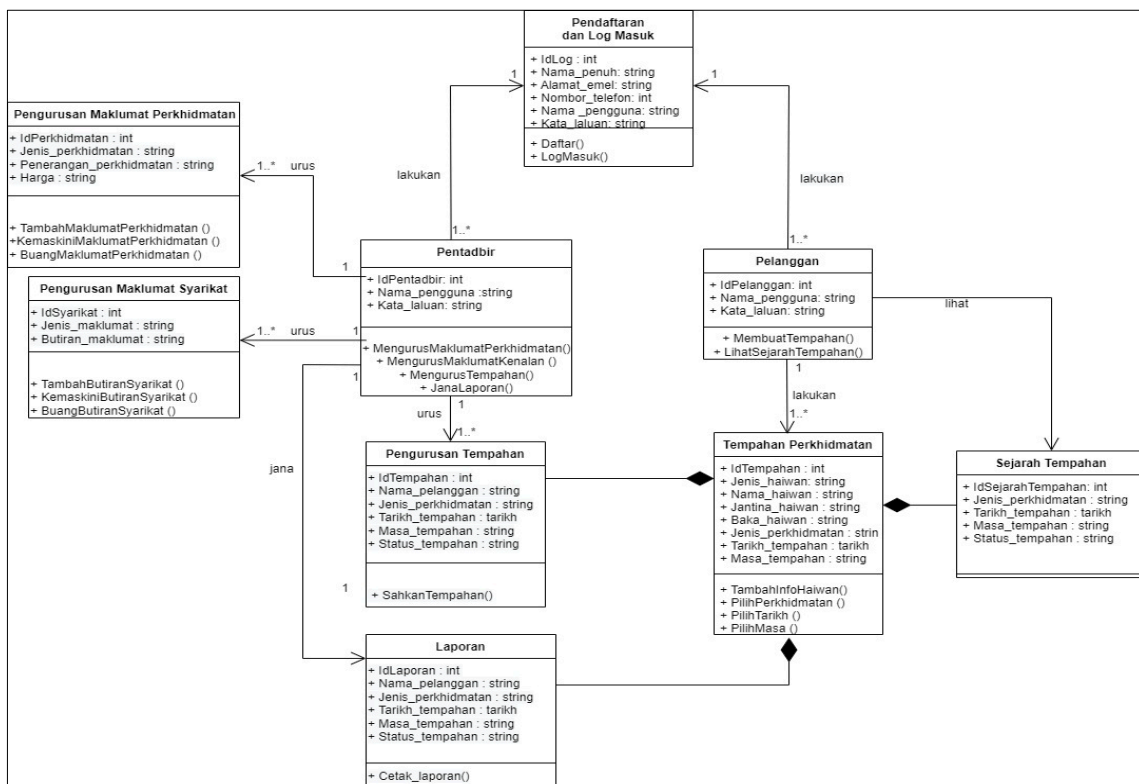 Pendaftaran
dan Log Masuk
+ IdLog : int
+ Nama_penuh: string
+ Alamat_emel: string
+ Nombor_telefon: int
+ Nama _pengguna: string
+ Kata_laluan: string
+ Daftar()
+ LogMasuk()
1
1
lakukan
lakukan
1..*
1..*
Pengurusan Maklumat Perkhidmatan
+ IdPerkhidmatan : int
+ Jenis_perkhidmatan : string
+ Penerangan_perkhidmatan : string
+ Harga : string
+ TambahMaklumatPerkhidmatan ()
+KemaskiniMaklumatPerkhidmatan ()
+ BuangMaklumatPerkhidmatan ()
1..* urus
1
Pengurusan Maklumat Syarikat
+ IdSyarikat : int
+ Jenis_maklumat : string
+ Butiran_maklumat : string
+ TambahButiranSyarikat ()
+ KemaskiniButiranSyarikat ()
+ BuangButiranSyarikat ()
1..* urus
1
Pentadbir
+ IdPentadbir: int
+ Nama_pengguna :string
+ Kata_laluan: string
+ MengurusMaklumatPerkhidmatan()
+ MengurusMaklumatKenalan ()
+ MengurusTempahan()
+ JanaLaporan()
1
jana
1
urus
1
1..*
Pelanggan
+ IdPelanggan: int
+ Nama_pengguna: string
+ Kata_laluan: string
+ MembuatTempahan()
+ LihatSejarahTempahan()
lihat
1
lakukan
1..*
Pengurusan Tempahan
+ IdTempahan : int
+ Nama_pelanggan : string
+ Jenis_perkhidmatan : string
+ Tarikh_tempahan : tarikh
+ Masa_tempahan : string
+ Status_tempahan : string
+ SahkanTempahan()
Tempahan Perkhidmatan
+ IdTempahan : int
+ Jenis_haiwan: string
+ Nama_haiwan: string
+ Jantina_haiwan : string
+ Baka_haiwan : string
+ Jenis_perkhidmatan : strin
+ Tarikh_tempahan: tarikh
+ Masa_tempahan: string
+ TambahInfoHaiwan()
+ PilihPerkhidmatan ()
+ PilihTarikh ()
+ PilihMasa ()
Sejarah Tempahan
+ IdSejarahTempahan: int
+ Jenis_perkhidmatan : string
+ Tarikh_tempahan: tarikh
+ Masa_tempahan : string
+ Status_tempahan : string
Laporan
+ IdLaporan : int
+ Nama_pelanggan : string
+ Jenis_perkhidmatan : string
+ Tarikh_tempahan : tarikh
+ Masa_tempahan : string
+ Status_tempahan : string
+ Cetak_laporan()